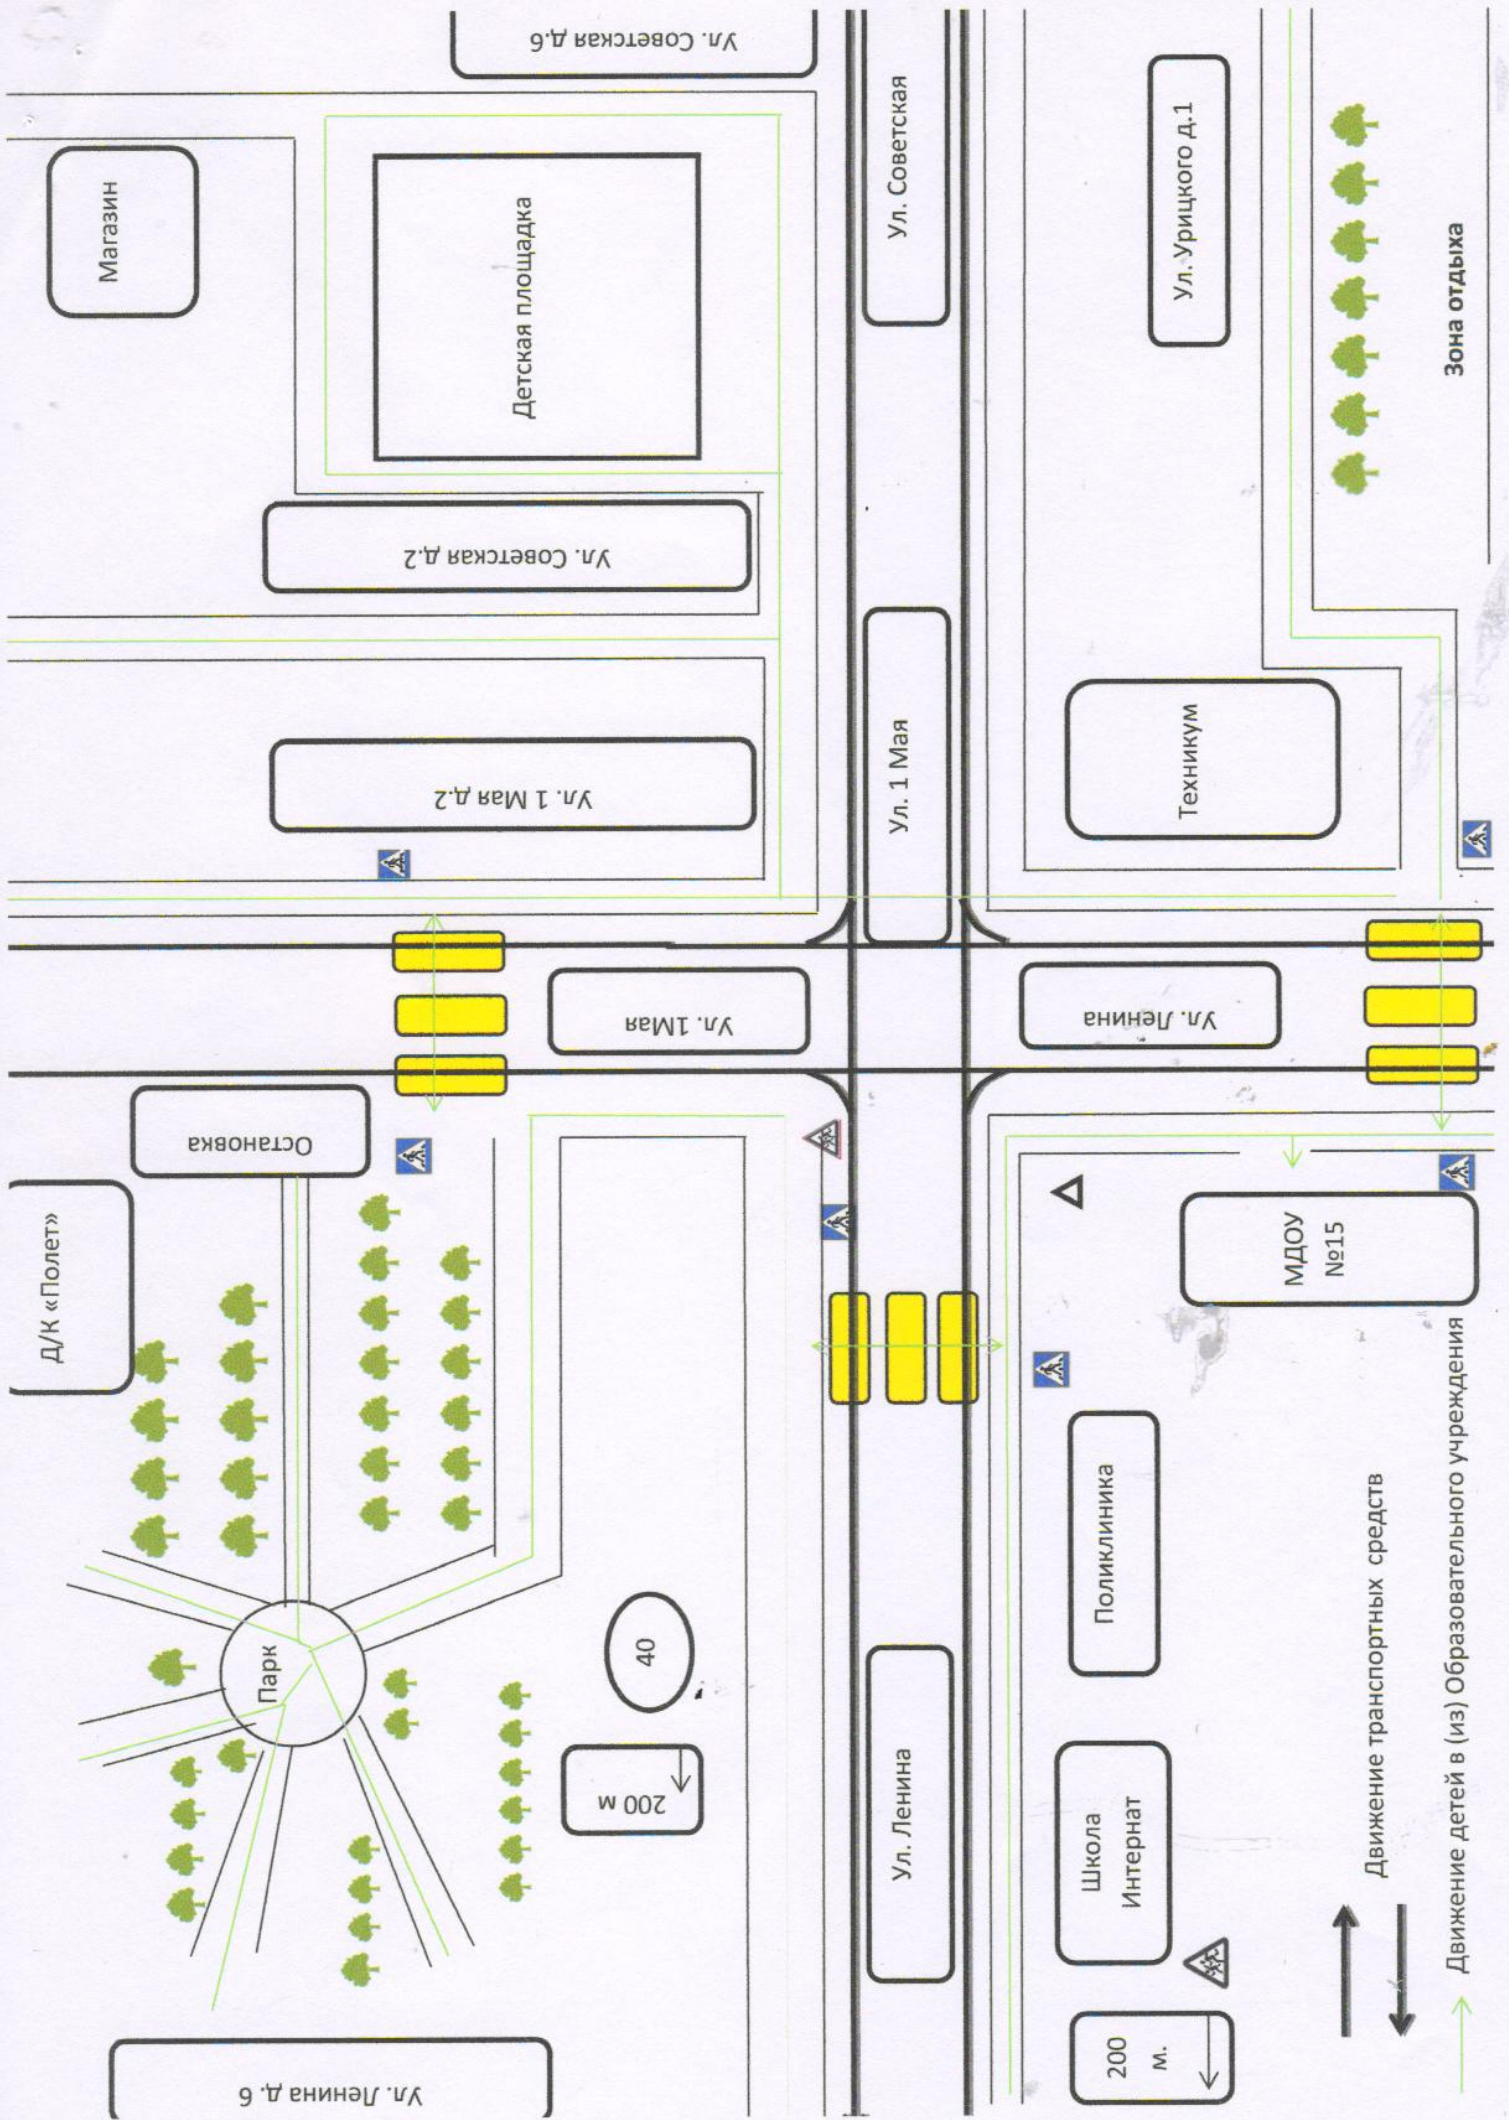 Ул. Ленина д. 6
Парк
Д/К «Полет»
Остановка
Ул. 1 Мая д.2
Ул. Советская д.2
Магазин
Детская площадка
Ул. Советская д.6
200 м
40
Ул. 1Мая
Ул. Ленина
Ул. 1 Мая
Ул. Советская
Ул. Ленина
200
м.
Школа
Интернат
Поликлиника
МДОУ
№15
Техникум
Ул. Урицкого д.1
Зона отдыха
Движение транспортных средств
Движение детей в (из) Образовательного учреждения